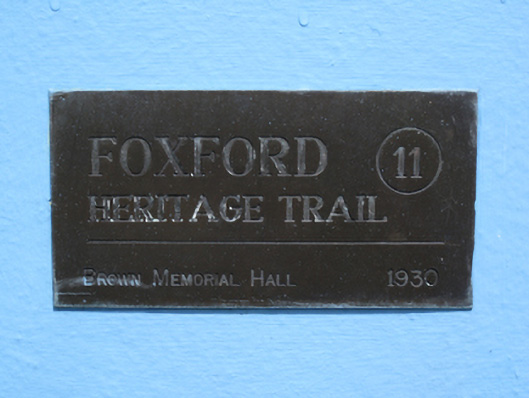 FOXFORD 11
HERITAGE TRAIL
BROWN MEMORIAL HALL 1930